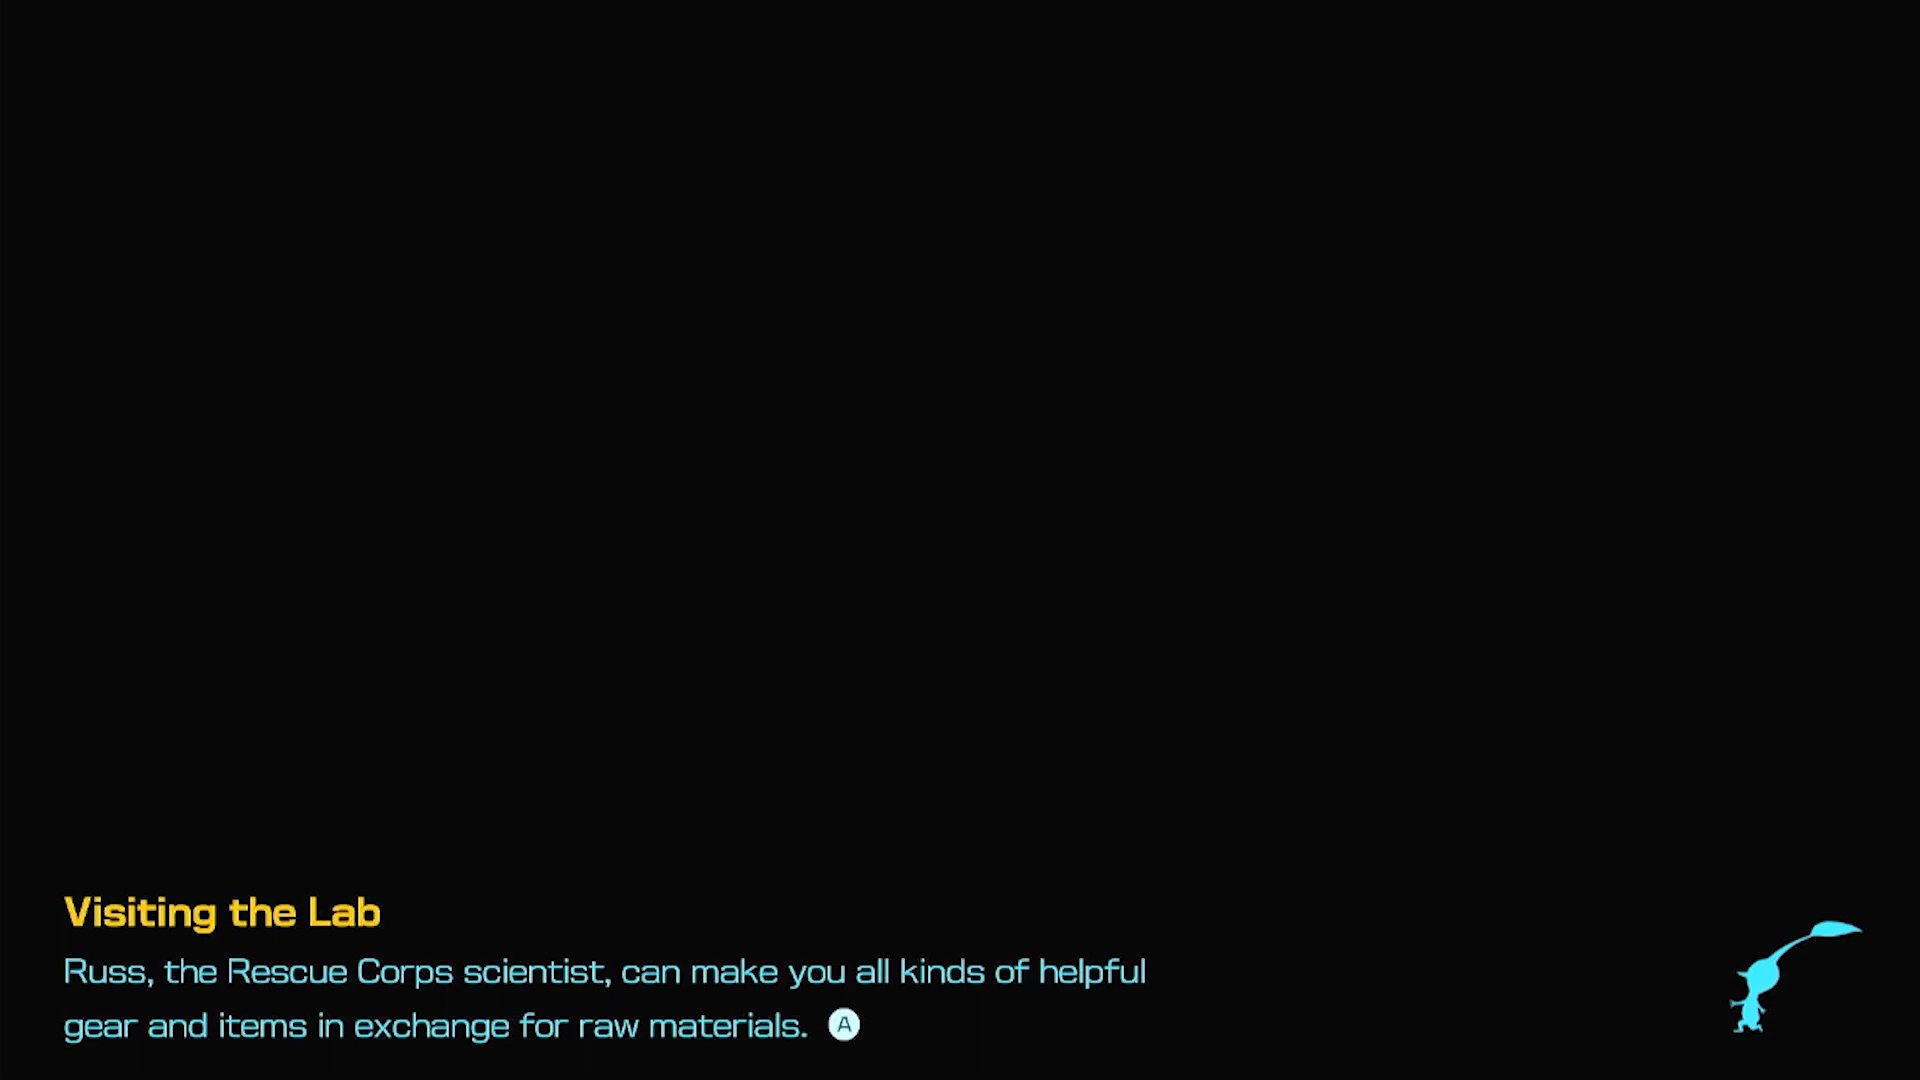 Visiting the Lab
Russ, the Rescue Corps scientist, can make you all kinds of helpful
gear and items in exchange for raw materials. A